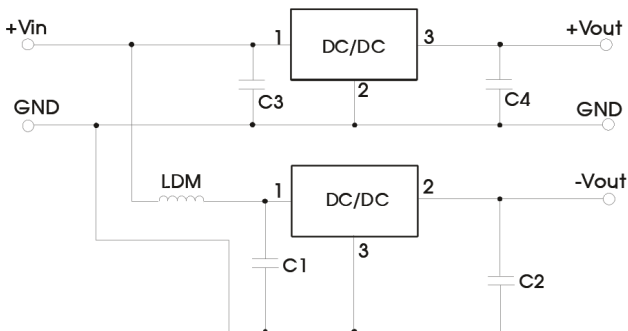 +Vin
1
DC/DC
3
+Vout
C3
2
C4
GND
GND
LDM
1
DC/DC
2
-Vout
3
C1
C2